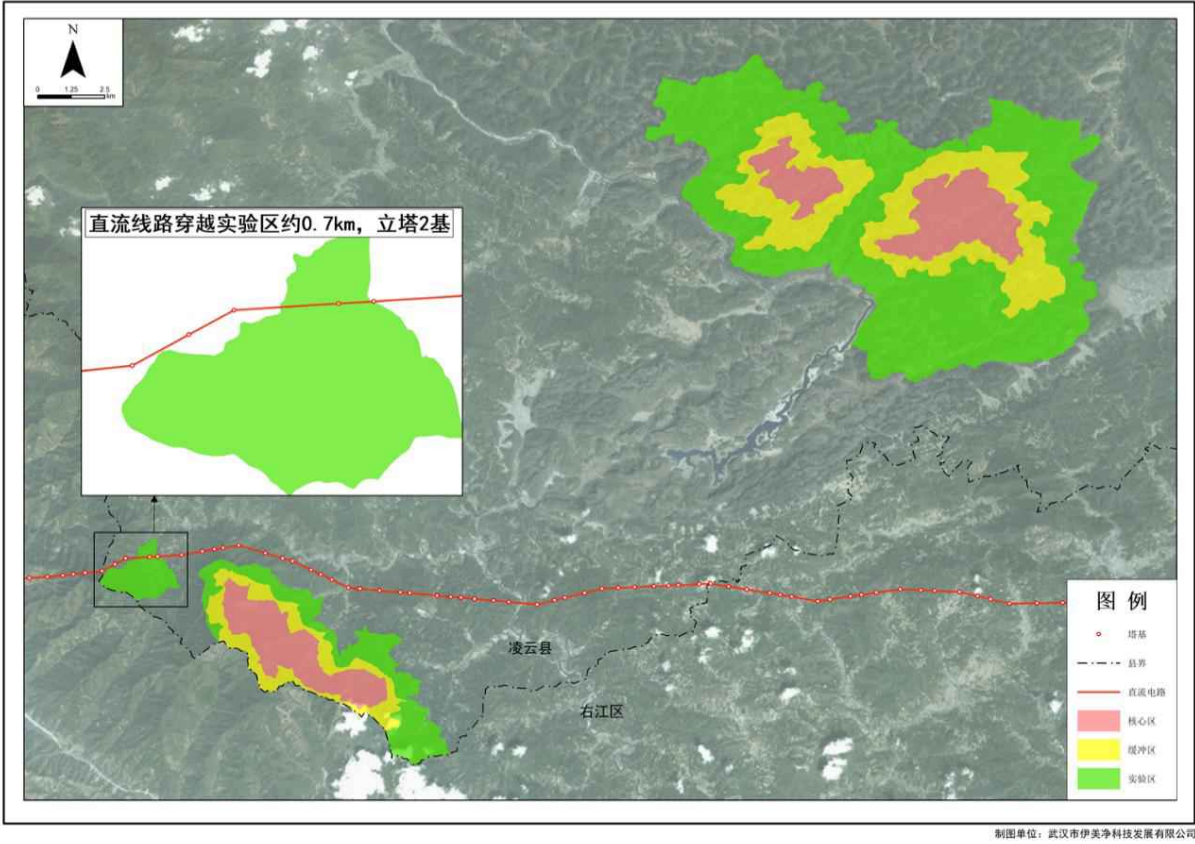 N
0 1.25 2.5
km
直流线路穿越实验区约0.7km，立塔2基
凌云县
右江区
图 例
塔基
县界
直流电路
核心区
缓冲区
实验区
制图单位：武汉市伊美净科技发展有限公司